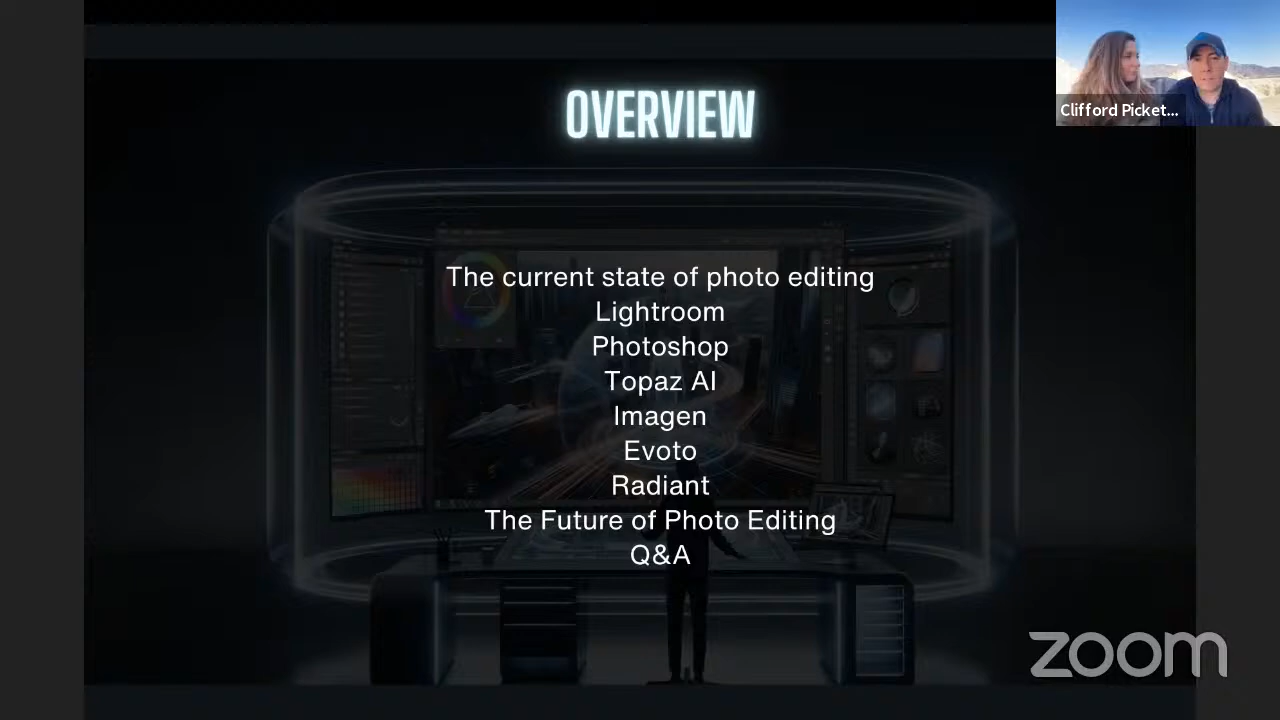 OVERVIEW
Clifford Picket...
The current state of photo editing
Lightroom
Photoshop
Topaz AI
Imagen
Evoto
Radiant
The Future of Photo Editing
Q&A
zoom